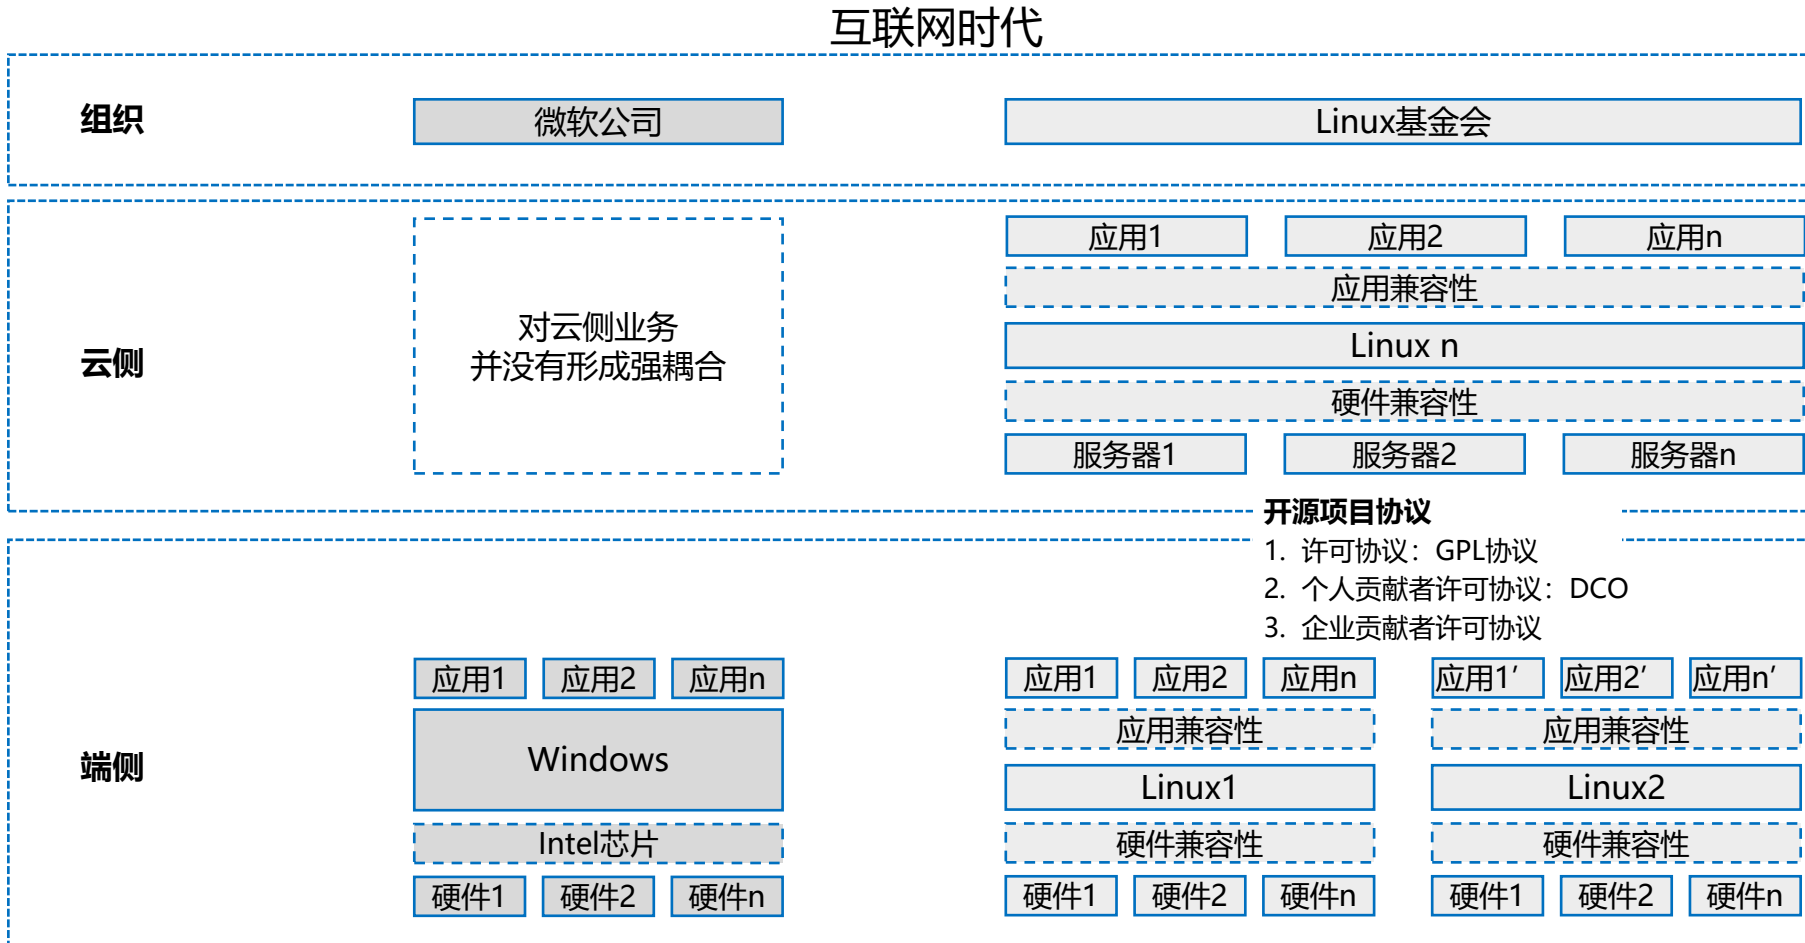 互联网时代
组织
微软公司
Linux基金会
云侧
对云侧业务
并没有形成强耦合
应用1
应用2
应用n
应用兼容性
Linux n
硬件兼容性
服务器1
服务器2
服务器n
开源项目协议
1. 许可协议：GPL协议
2. 个人贡献者许可协议：DCO
3. 企业贡献者许可协议
端侧
应用1
应用2
应用n
Windows
Intel芯片
硬件1
硬件2
硬件n
应用1
应用2
应用n
应用兼容性
Linux1
硬件兼容性
硬件1
硬件2
硬件n
应用1′
应用2′
应用n′
应用兼容性
Linux2
硬件兼容性
硬件1
硬件2
硬件n